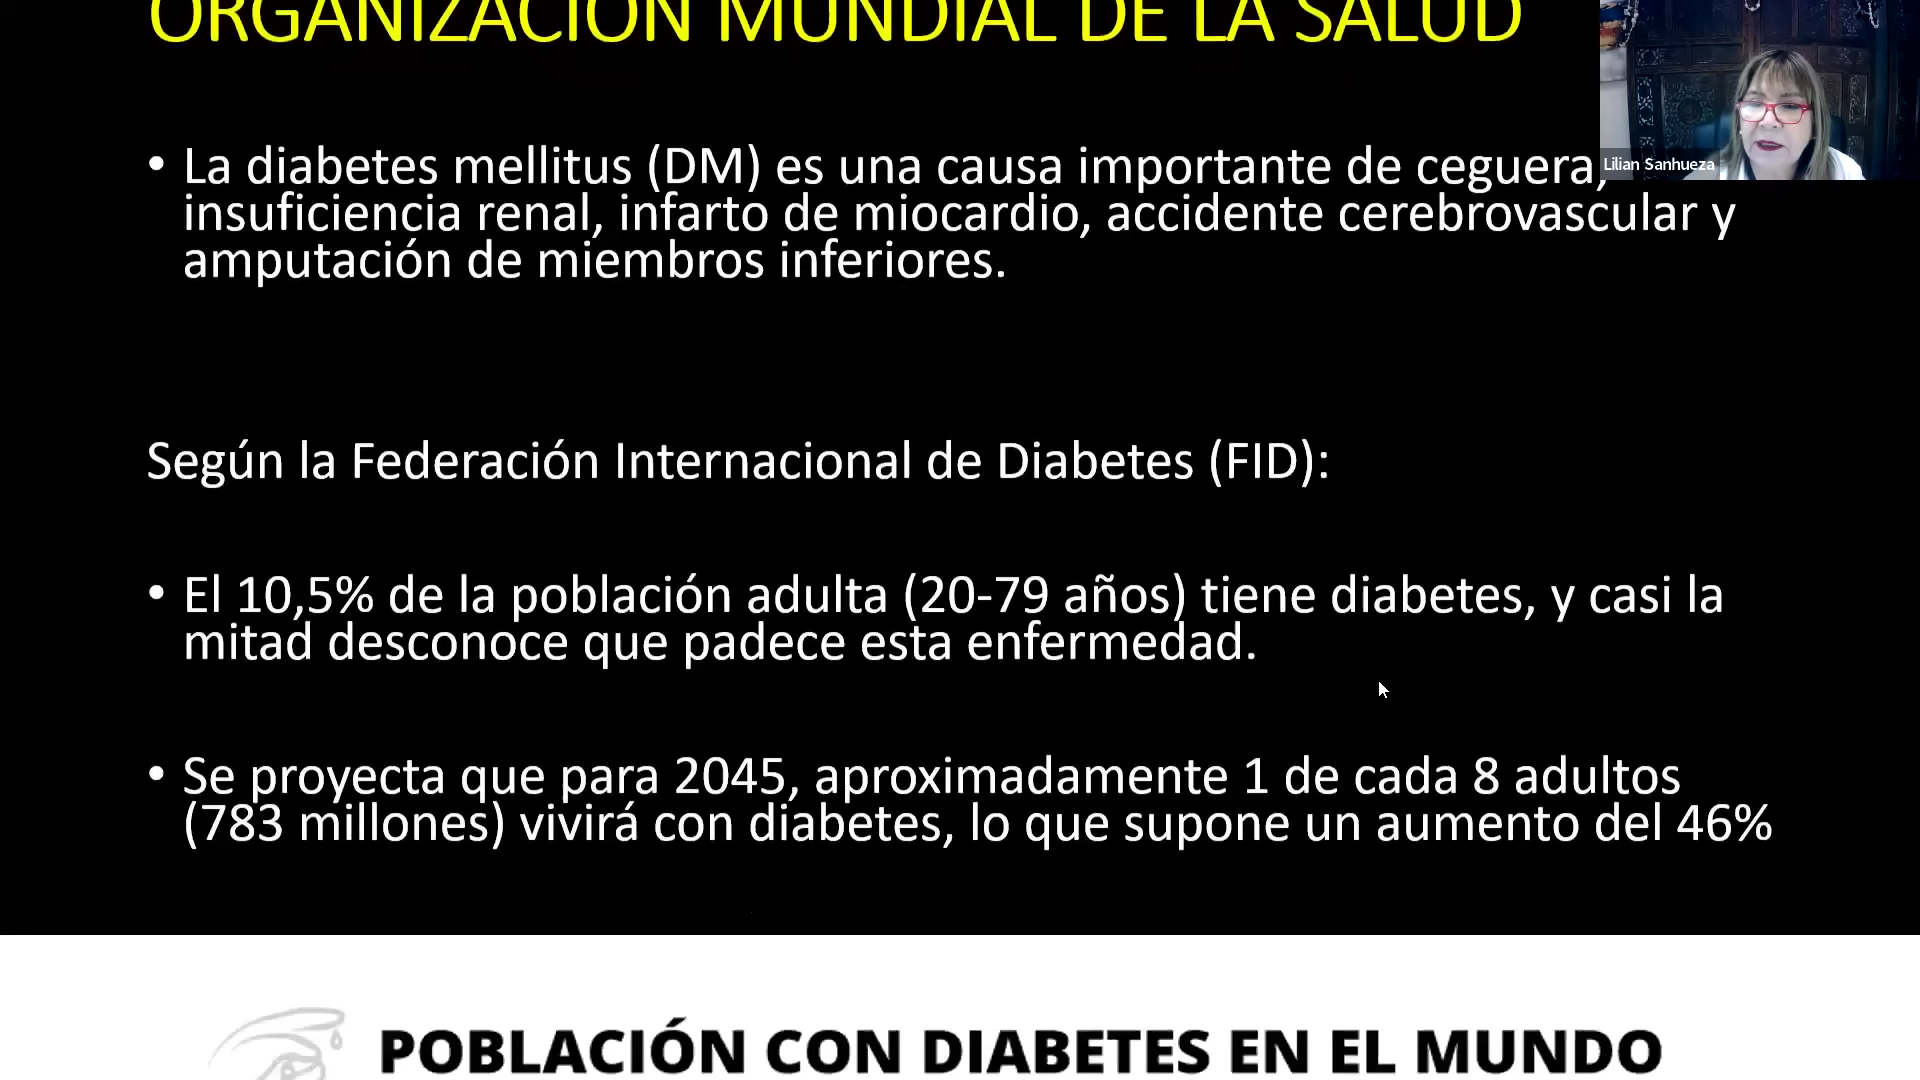 ORGANIZACIÓN MUNDIAL DE LA SALUD
• La diabetes mellitus (DM) es una causa importante de ceguera,
Lilian Sanhueza
insuficiencia renal, infarto de miocardio, accidente cerebrovascular y
amputación de miembros inferiores.
Según la Federación Internacional de Diabetes (FID):
• El 10,5% de la población adulta (20-79 años) tiene diabetes, y casi la
mitad desconoce que padece esta enfermedad.
• Se proyecta que para 2045, aproximadamente 1 de cada 8 adultos
(783 millones) vivirá con diabetes, lo que supone un aumento del 46%
POBLACIÓN CON DIABETES EN EL MUNDO